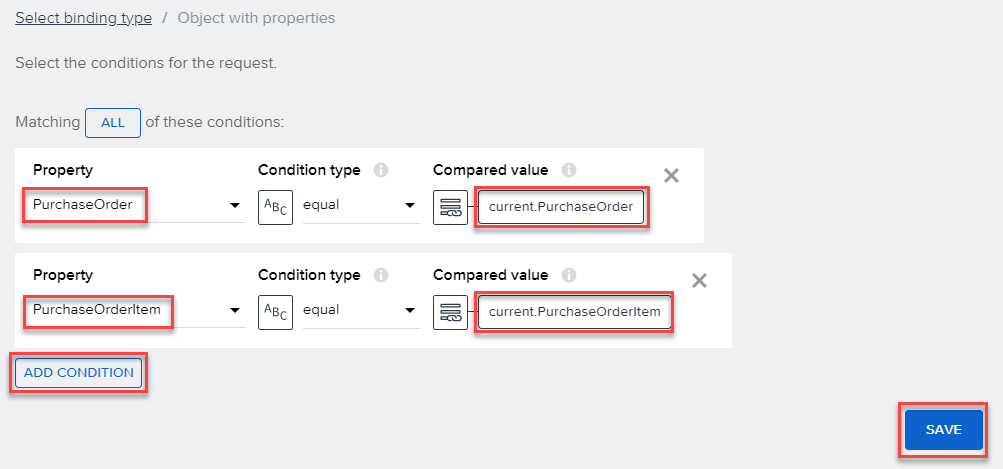 Select binding type / Object with properties
Select the conditions for the request.
Matching ALL of these conditions:
Property Condition type i Compared value i
PurchaseOrder ABC equal current.PurchaseOrder
Property Condition type i Compared value i
PurchaseOrderItem ABC equal current.PurchaseOrderItem
ADD CONDITION
SAVE